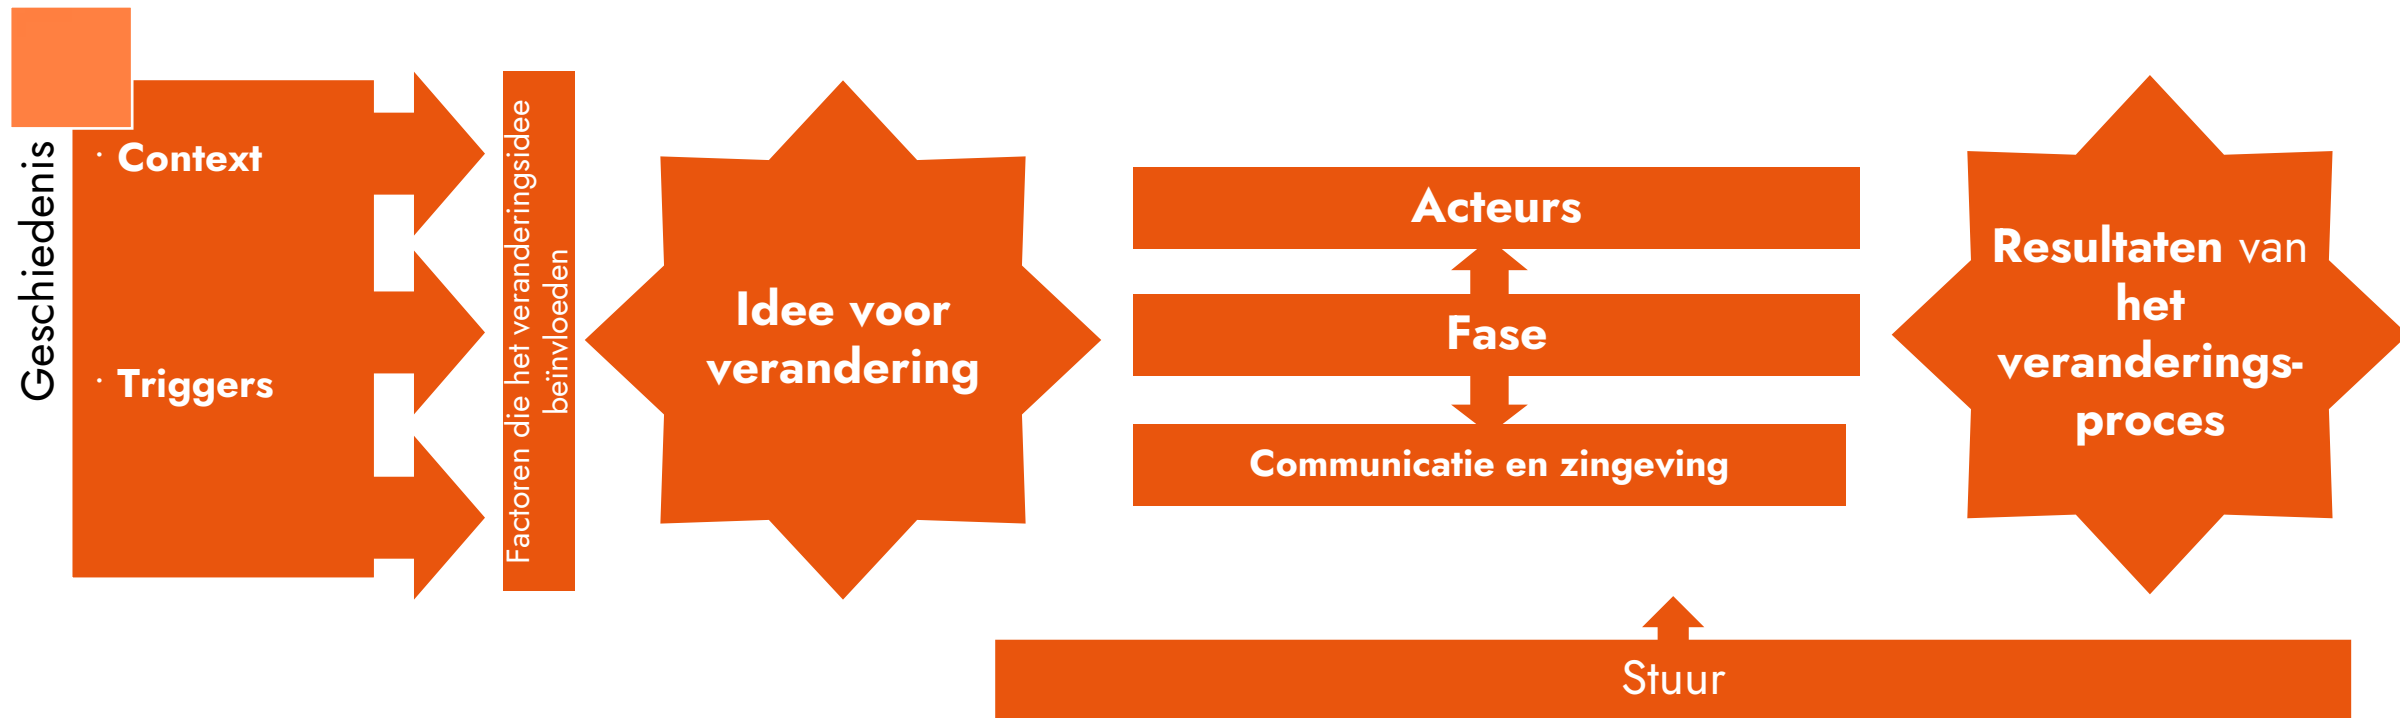 Geschiedenis
· Context
· Triggers
Factoren die het veranderingsidee
beïnvloeden
Idee voor
verandering
Acteurs
Fase
Communicatie en zingeving
Resultaten van
het
veranderings-
proces
Stuur